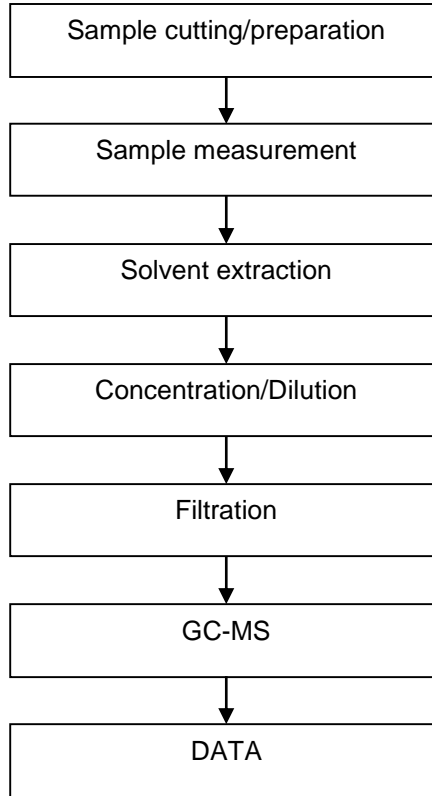 Sample cutting/preparation
Sample measurement
Solvent extraction
Concentration/Dilution
Filtration
GC-MS
DATA